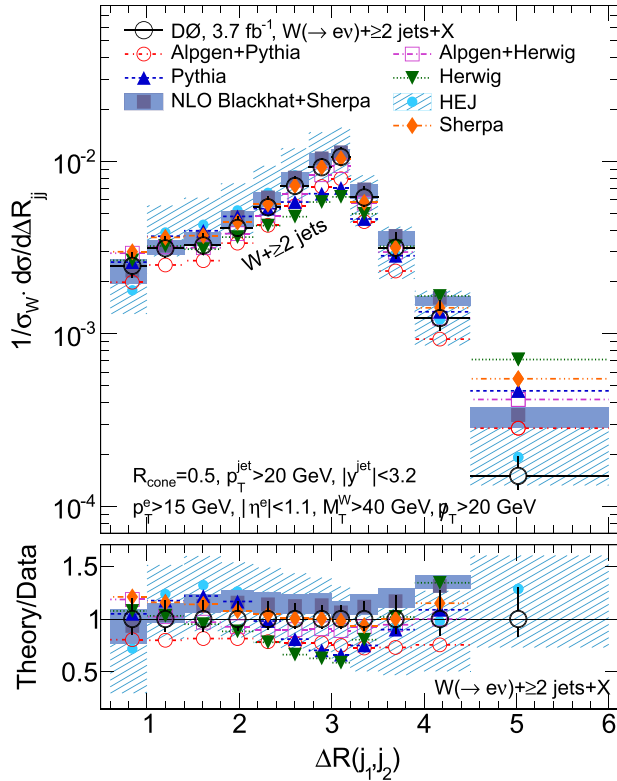 DØ, 3.7 fb⁻¹, W(→ eν)+≥2 jets+X
Alpgen+Pythia
Alpgen+Herwig
Pythia
Herwig
NLO Blackhat+Sherpa
HEJ
Sherpa
10⁻²
10⁻³
10⁻⁴
1/σ_W · dσ/dΔR_jj
W+≥2 jets
R_cone=0.5, p_T^jet>20 GeV, |y^jet|<3.2
p_T^e>15 GeV, |η^e|<1.1, M_T^W>40 GeV, p̸_T>20 GeV
1.5
1
0.5
Theory/Data
W(→ eν)+≥2 jets+X
1 2 3 4 5 6
ΔR(j₁,j₂)